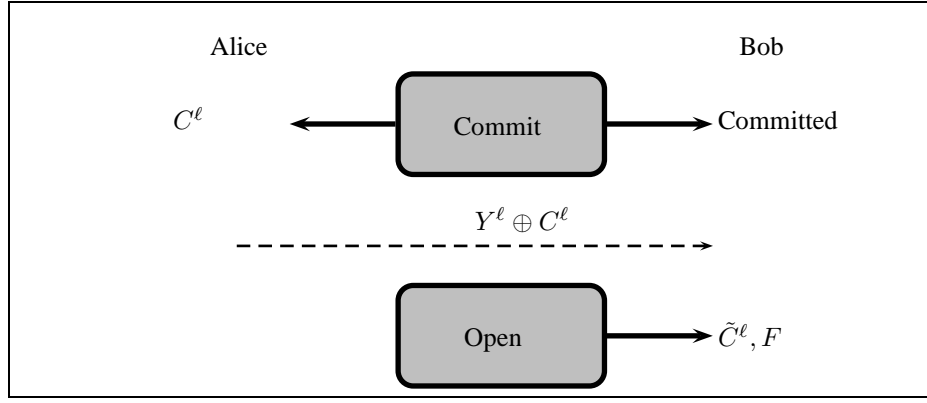 Alice Bob
C^ℓ Commit Committed
Y^ℓ ⊕ C^ℓ
Open C̃^ℓ, F